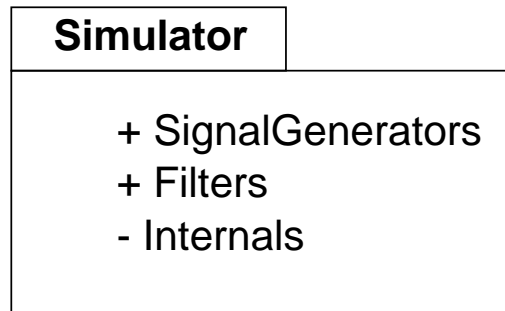 Simulator
+ SignalGenerators
+ Filters
- Internals